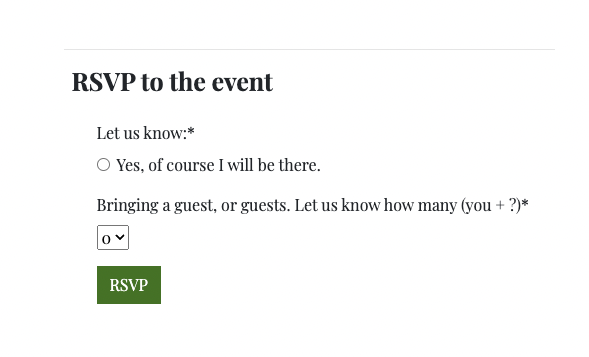 RSVP to the event
Let us know:*
Yes, of course I will be there.
Bringing a guest, or guests. Let us know how many (you + ?)*
0
RSVP